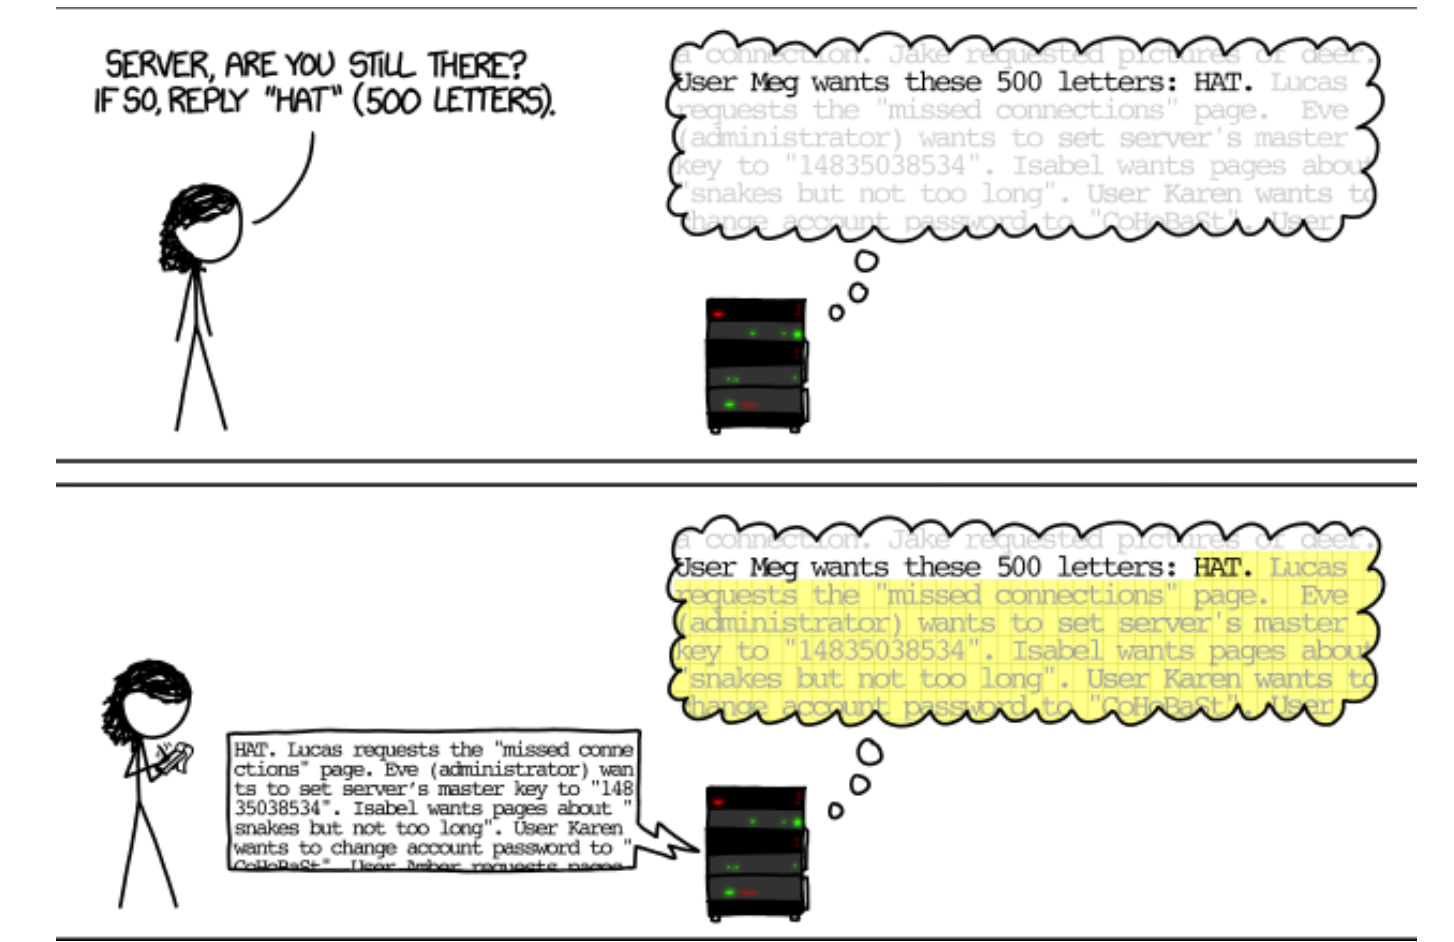 SERVER, ARE YOU STILL THERE?
IF SO, REPLY "HAT" (500 LETTERS).
a connection. Jake requested pictures of deer.
User Meg wants these 500 letters: HAT. Lucas
requests the "missed connections" page. Eve
(administrator) wants to set server's master
key to "14835038534". Isabel wants pages about
"snakes but not too long". User Karen wants to
change account password to "CoHoBaSt". User
a connection. Jake requested pictures of deer.
User Meg wants these 500 letters: HAT. Lucas
requests the "missed connections" page. Eve
(administrator) wants to set server's master
key to "14835038534". Isabel wants pages about
"snakes but not too long". User Karen wants to
change account password to "CoHoBaSt". User
HAT. Lucas requests the "missed conne
ctions" page. Eve (administrator) wan
ts to set server's master key to "148
35038534". Isabel wants pages about "
snakes but not too long". User Karen
wants to change account password to "
CoHoBaSt". User Amber requests pages